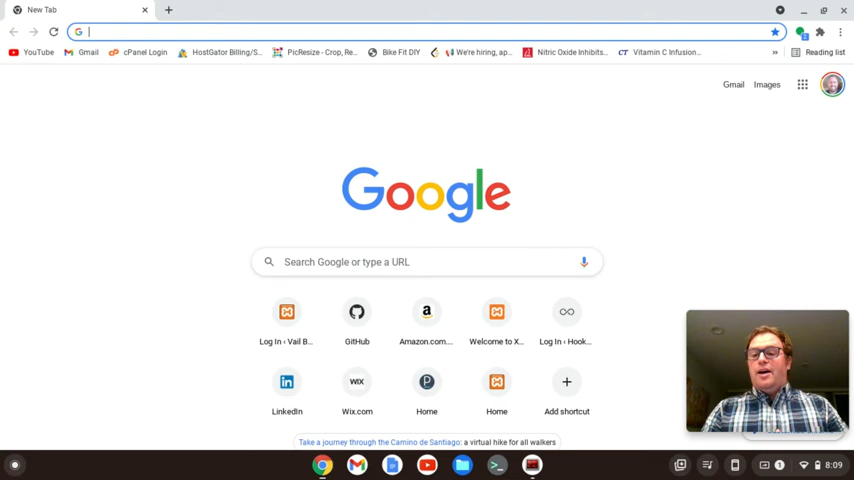 New Tab
YouTube Gmail cPanel Login HostGator Billing/S... PicResize - Crop, Re... Bike Fit DIY We're hiring, ap... Nitric Oxide Inhibits... CT Vitamin C Infusion... » Reading list
Gmail Images
Google
Search Google or type a URL
Log In ‹ Vail B... GitHub Amazon.com.... Welcome to X... Log In ‹ Hook...
WIX
LinkedIn Wix.com Home Home Add shortcut
Take a journey through the Camino de Santiago: a virtual hike for all walkers
1 8:09